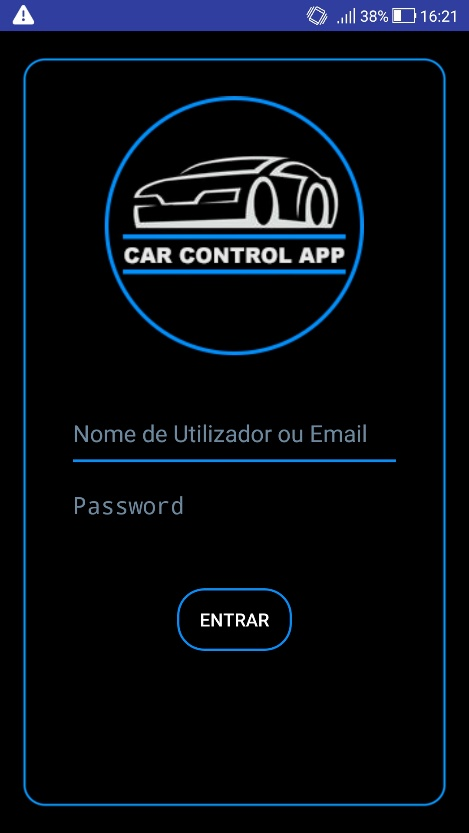 38% 16:21
CAR CONTROL APP
Nome de Utilizador ou Email
Password
ENTRAR